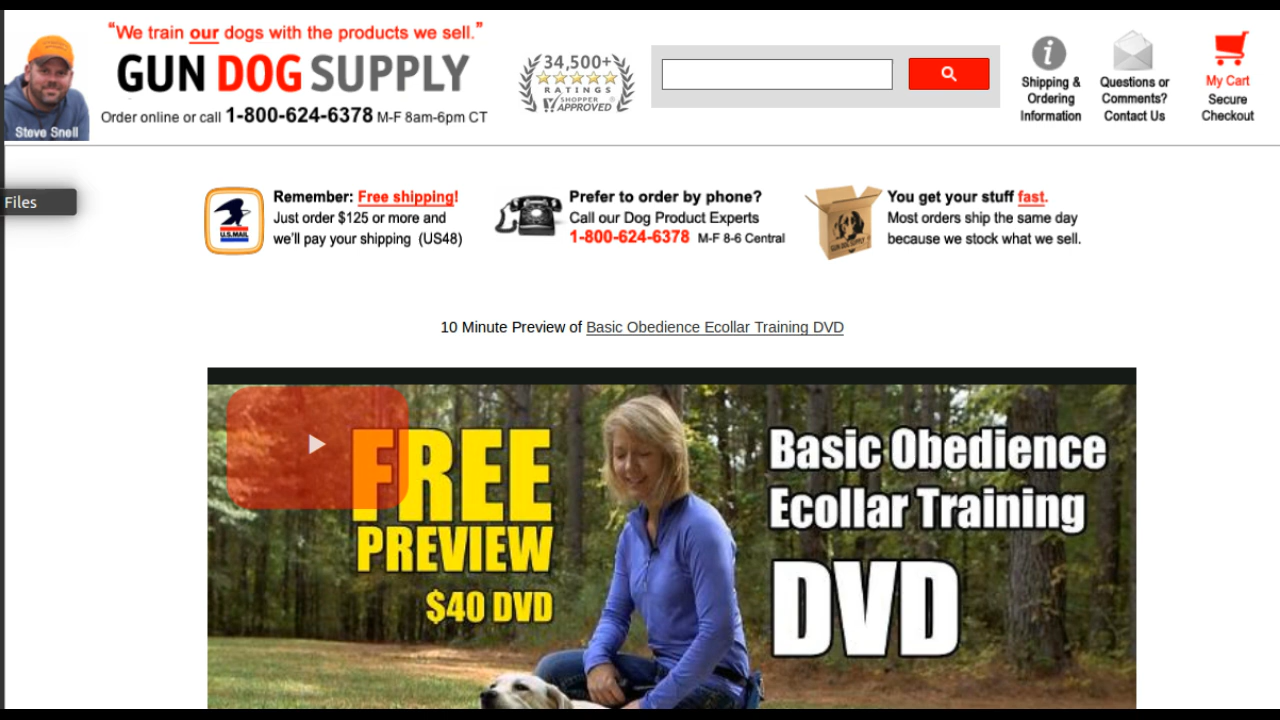 "We train our dogs with the products we sell."
GUN DOG SUPPLY
Order online or call 1-800-624-6378 M-F 8am-6pm CT
Steve Snell
34,500+
RATINGS
SHOPPER
APPROVED
Shipping &
Ordering
Information
Questions or
Comments?
Contact Us
My Cart
Secure
Checkout
Files
Remember: Free shipping!
Just order $125 or more and
we'll pay your shipping (US48)
U.S.MAIL
Prefer to order by phone?
Call our Dog Product Experts
1-800-624-6378 M-F 8-6 Central
GUN DOG SUPPLY
You get your stuff fast.
Most orders ship the same day
because we stock what we sell.
10 Minute Preview of Basic Obedience Ecollar Training DVD
FREE
PREVIEW
$40 DVD
Basic Obedience
Ecollar Training
DVD